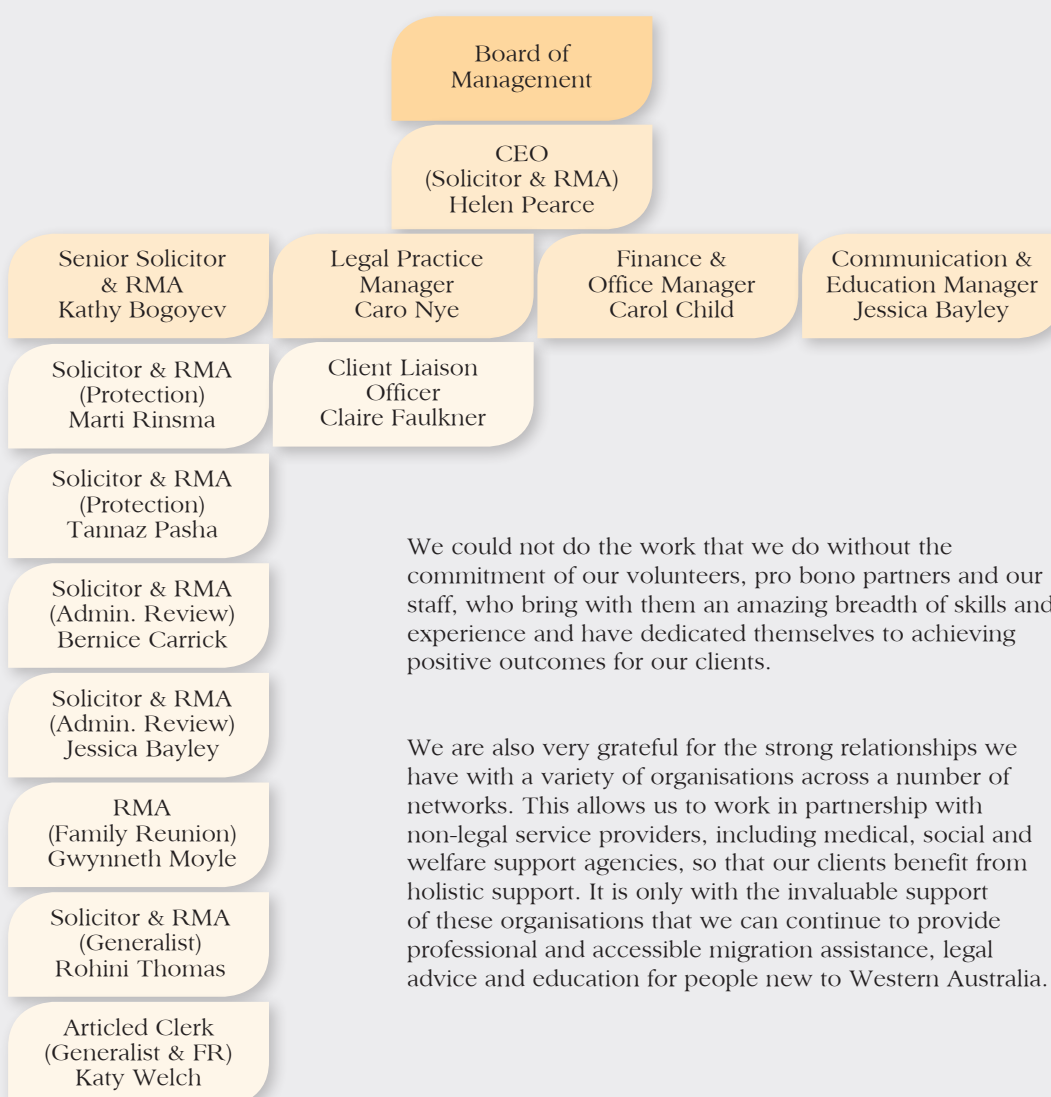 Board of
Management
CEO
(Solicitor & RMA)
Helen Pearce
Senior Solicitor
& RMA
Kathy Bogoyev
Legal Practice
Manager
Caro Nye
Finance &
Office Manager
Carol Child
Communication &
Education Manager
Jessica Bayley
Solicitor & RMA
(Protection)
Marti Rinsma
Client Liaison
Officer
Claire Faulkner
Solicitor & RMA
(Protection)
Tannaz Pasha
Solicitor & RMA
(Admin. Review)
Bernice Carrick
Solicitor & RMA
(Admin. Review)
Jessica Bayley
RMA
(Family Reunion)
Gwynneth Moyle
Solicitor & RMA
(Generalist)
Rohini Thomas
Articled Clerk
(Generalist & FR)
Katy Welch
We could not do the work that we do without the
commitment of our volunteers, pro bono partners and our
staff, who bring with them an amazing breadth of skills and
experience and have dedicated themselves to achieving
positive outcomes for our clients.
We are also very grateful for the strong relationships we
have with a variety of organisations across a number of
networks. This allows us to work in partnership with
non-legal service providers, including medical, social and
welfare support agencies, so that our clients benefit from
holistic support. It is only with the invaluable support
of these organisations that we can continue to provide
professional and accessible migration assistance, legal
advice and education for people new to Western Australia.